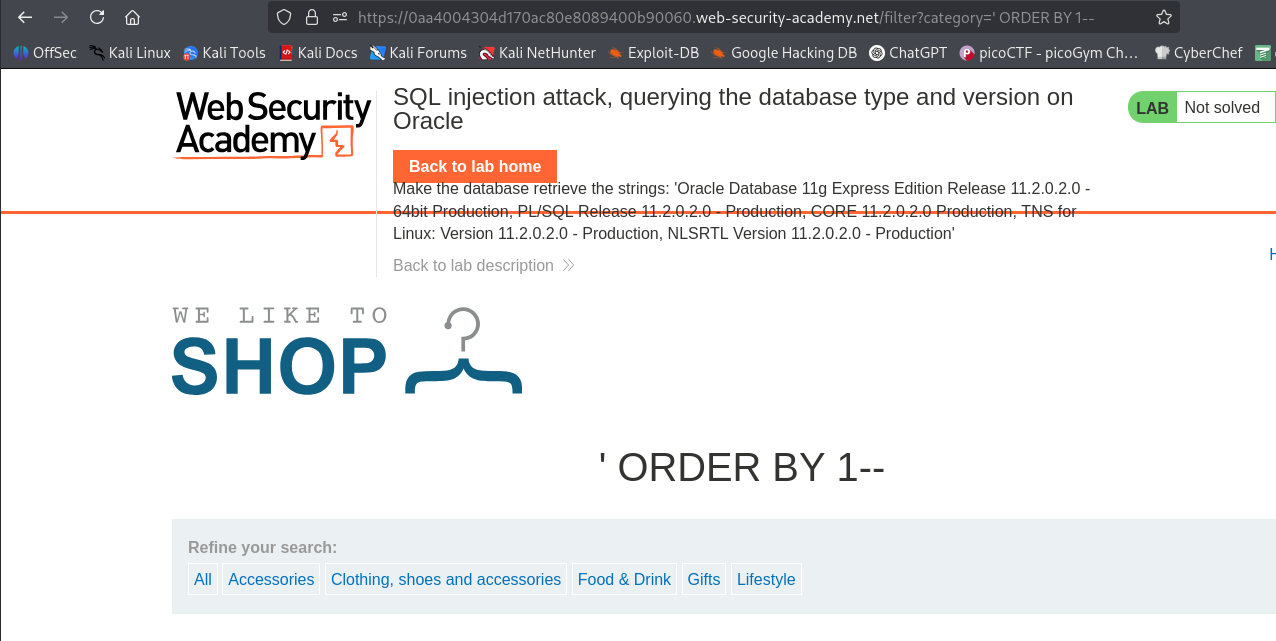 https://0aa4004304d170ac80e8089400b90060.web-security-academy.net/filter?category=' ORDER BY 1--
OffSec Kali Linux Kali Tools Kali Docs Kali Forums Kali NetHunter Exploit-DB Google Hacking DB ChatGPT picoCTF - picoGym Ch… CyberChef
Web Security
Academy
SQL injection attack, querying the database type and version on
Oracle
LAB Not solved
Back to lab home
Make the database retrieve the strings: 'Oracle Database 11g Express Edition Release 11.2.0.2.0 -
64bit Production, PL/SQL Release 11.2.0.2.0 - Production, CORE 11.2.0.2.0 Production, TNS for
Linux: Version 11.2.0.2.0 - Production, NLSRTL Version 11.2.0.2.0 - Production'
Back to lab description
WE LIKE TO
SHOP
' ORDER BY 1--
Refine your search:
All Accessories Clothing, shoes and accessories Food & Drink Gifts Lifestyle